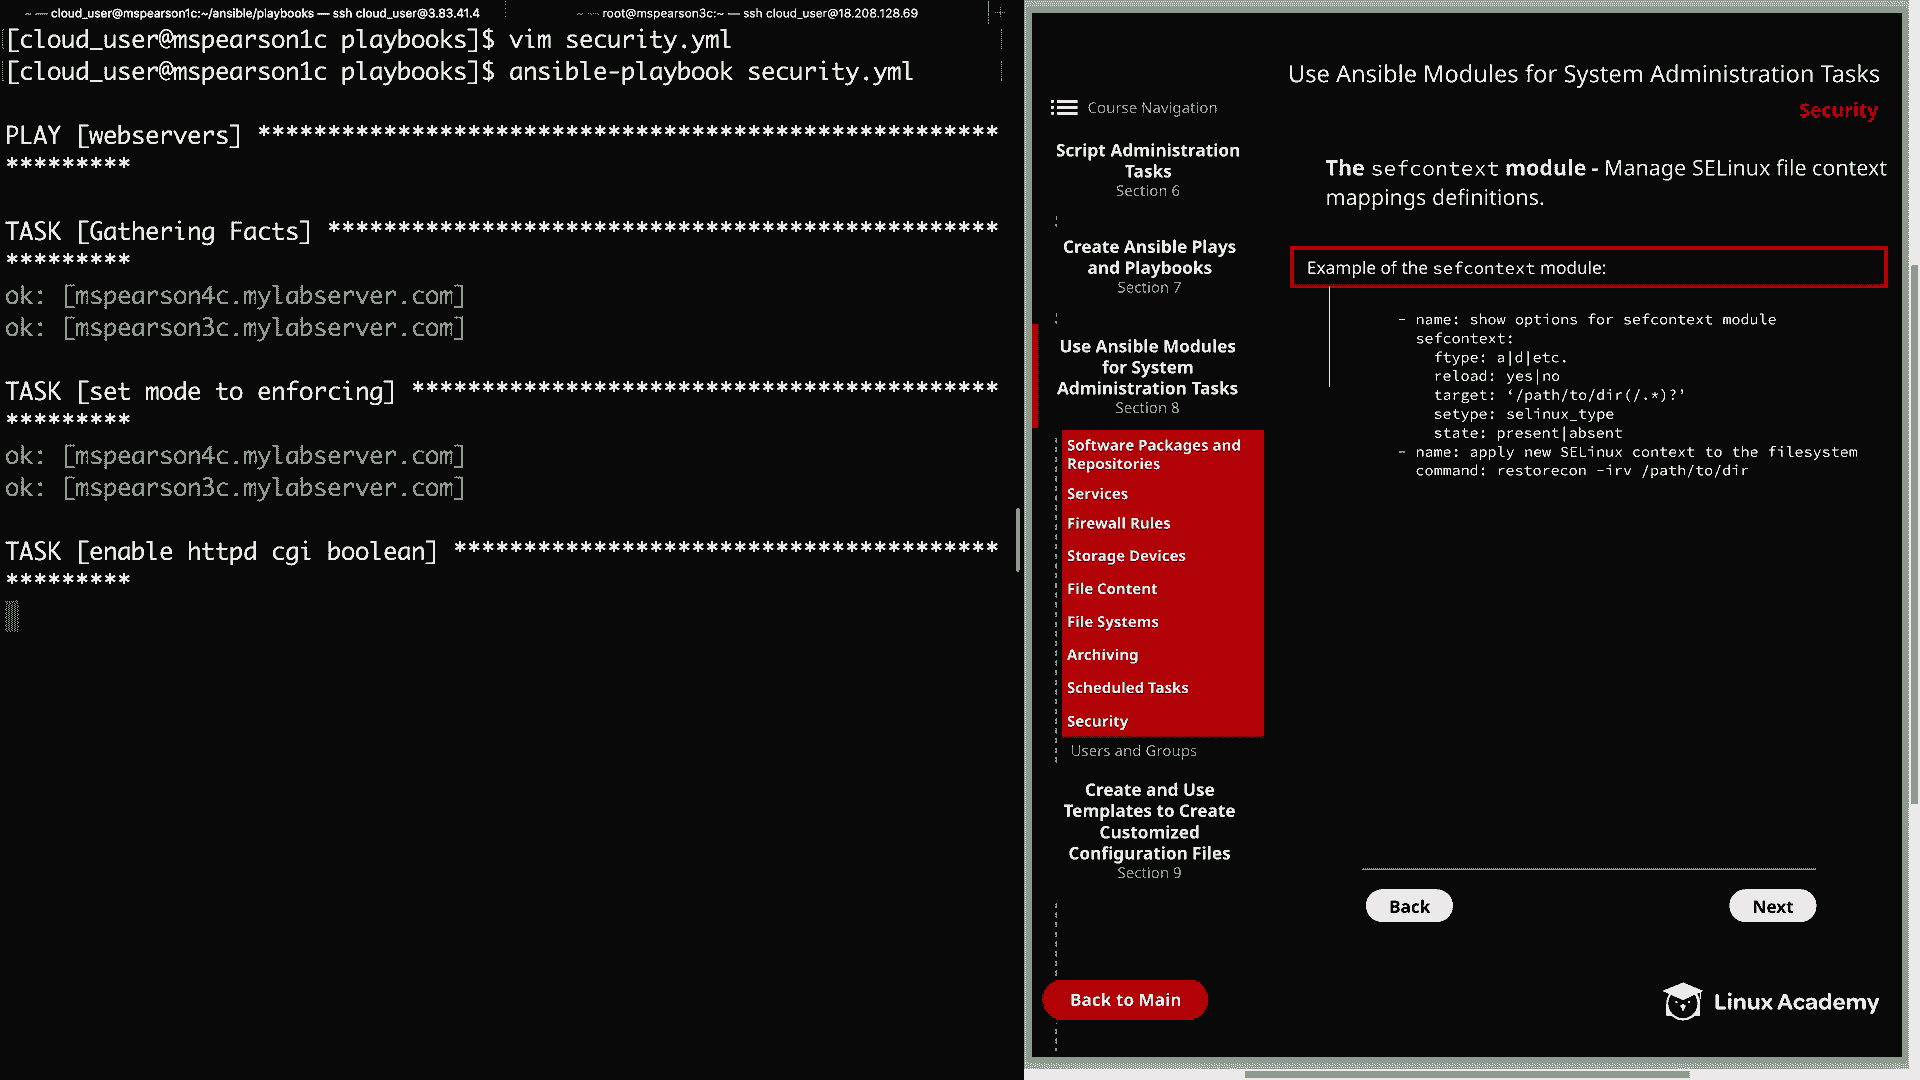 ~ — cloud_user@mspearson1c:~/ansible/playbooks — ssh cloud_user@3.83.41.4
~ — root@mspearson3c:~ — ssh cloud_user@18.208.128.69
+
[cloud_user@mspearson1c playbooks]$ vim security.yml
[cloud_user@mspearson1c playbooks]$ ansible-playbook security.yml
PLAY [webservers] *****************************************************
*********
TASK [Gathering Facts] ************************************************
*********
ok: [mspearson4c.mylabserver.com]
ok: [mspearson3c.mylabserver.com]
TASK [set mode to enforcing] ******************************************
*********
ok: [mspearson4c.mylabserver.com]
ok: [mspearson3c.mylabserver.com]
TASK [enable httpd cgi boolean] ***************************************
*********
Use Ansible Modules for System Administration Tasks
Security
Course Navigation
Script Administration
Tasks
Section 6
Create Ansible Plays
and Playbooks
Section 7
Use Ansible Modules
for System
Administration Tasks
Section 8
Software Packages and
Repositories
Services
Firewall Rules
Storage Devices
File Content
File Systems
Archiving
Scheduled Tasks
Security
Users and Groups
Create and Use
Templates to Create
Customized
Configuration Files
Section 9
Back to Main
The sefcontext module - Manage SELinux file context
mappings definitions.
Example of the sefcontext module:
- name: show options for sefcontext module
sefcontext:
ftype: a|d|etc.
reload: yes|no
target: ‘/path/to/dir(/.*)?’
setype: selinux_type
state: present|absent
- name: apply new SELinux context to the filesystem
command: restorecon -irv /path/to/dir
Back
Next
Linux Academy